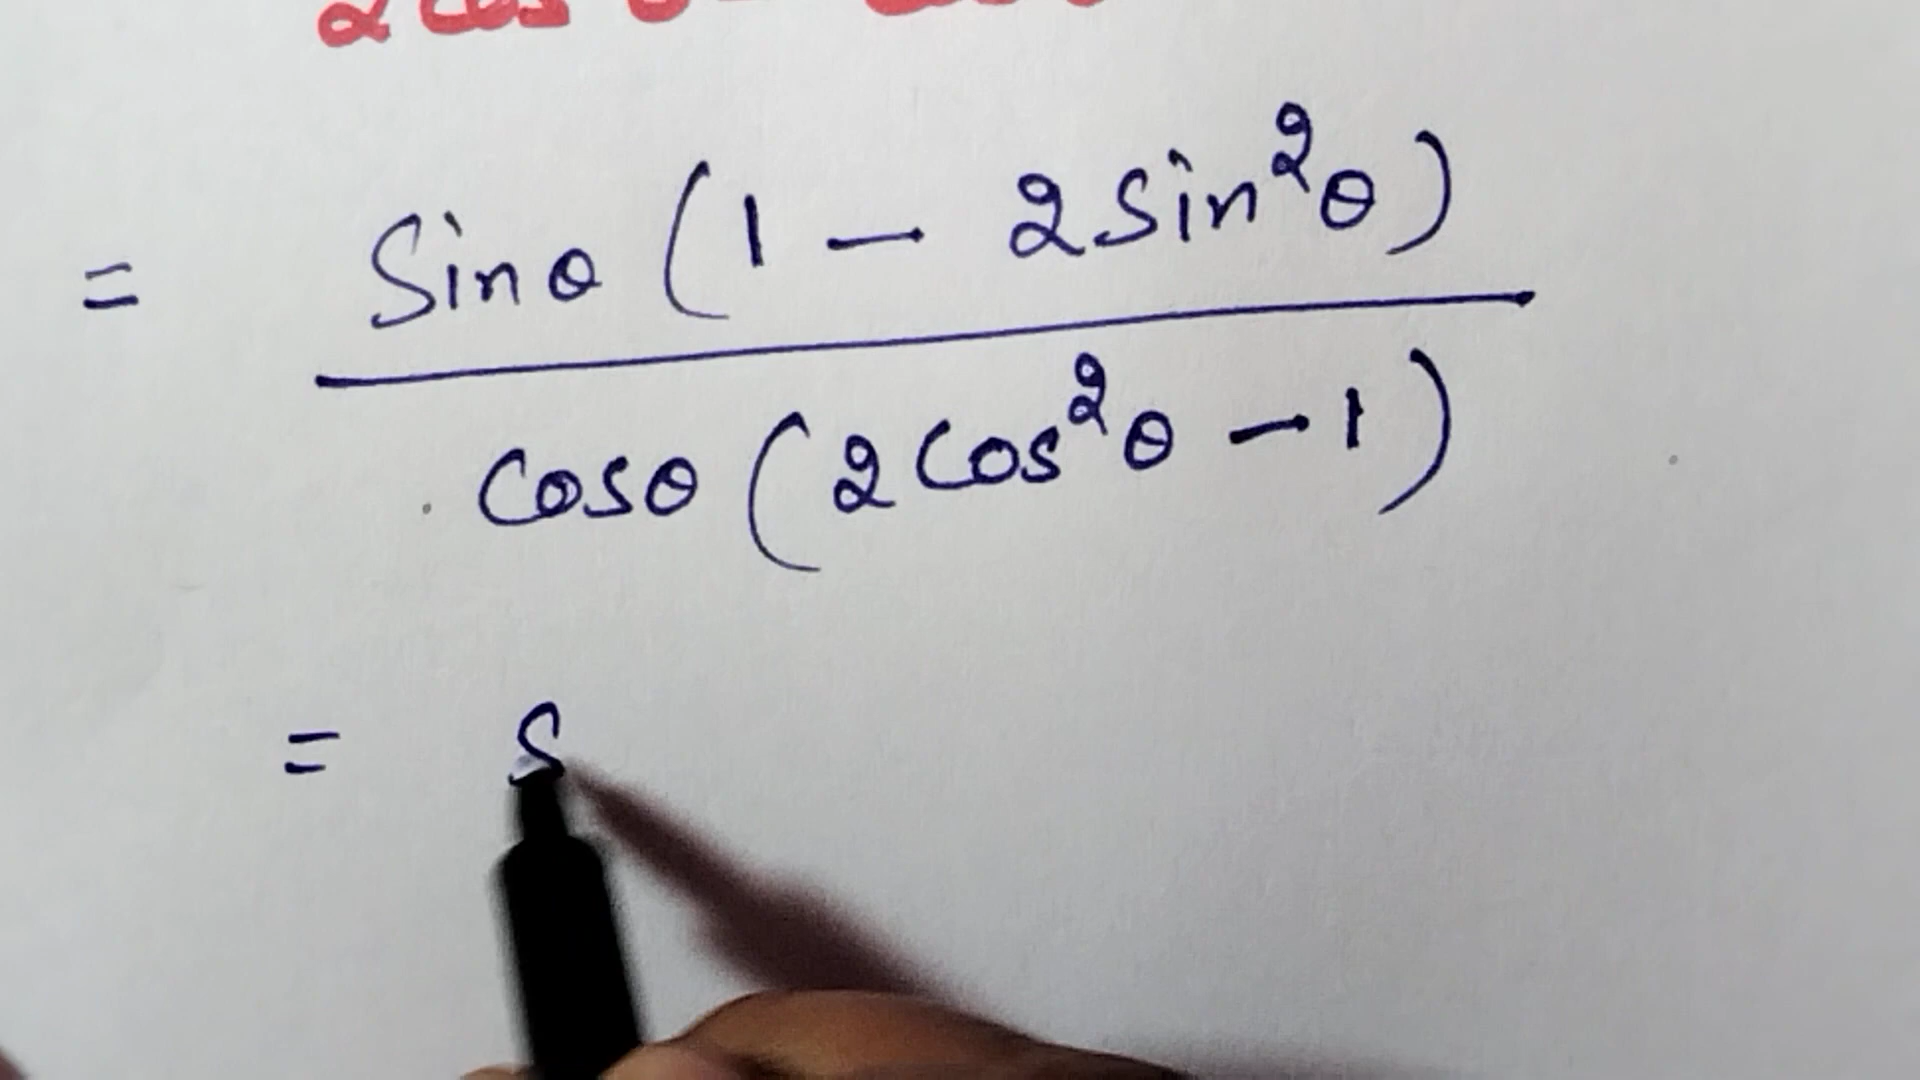 = Sinθ (1 - 2Sin²θ)
Cosθ (2Cos²θ - 1)
= S